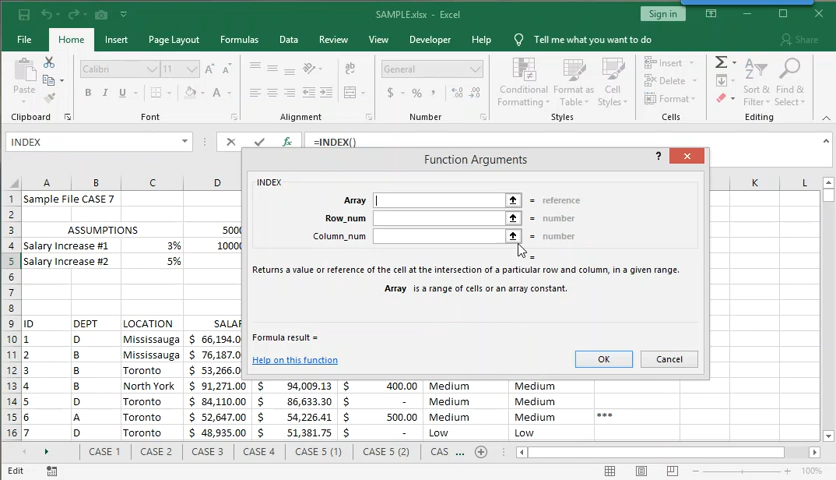 SAMPLE.xlsx - Excel
Sign in
File Home Insert Page Layout Formulas Data Review View Developer Help Tell me what you want to do Share
Paste
Calibri 11
General
Conditional Formatting
Format as Table
Cell Styles
Insert
Delete
Format
Sort & Filter
Find & Select
Clipboard Font Alignment Number Styles Cells Editing
INDEX =INDEX()
Function Arguments
INDEX
Array = reference
Row_num = number
Column_num = number
=
Returns a value or reference of the cell at the intersection of a particular row and column, in a given range.
Array is a range of cells or an array constant.
Formula result =
Help on this function
OK Cancel
A B C D K L
1 Sample File CASE 7
2
3 ASSUMPTIONS 5000
4 Salary Increase #1 3% 10000
5 Salary Increase #2 5%
6
7
8
9 ID DEPT LOCATION SALAR
10 1 D Mississauga $ 66,194.00
11 2 B Mississauga $ 76,187.00
12 3 B Toronto $ 53,266.00
13 4 B North York $ 91,271.00 $ 94,009.13 $ 400.00 Medium Medium
14 5 D Toronto $ 84,110.00 $ 86,633.30 $ - Medium Medium
15 6 A Toronto $ 52,647.00 $ 54,226.41 $ 500.00 Medium Medium ***
16 7 D Toronto $ 48,935.00 $ 51,381.75 $ - Low Low
CASE 1 CASE 2 CASE 3 CASE 4 CASE 5 (1) CASE 5 (2) CAS ...
Edit